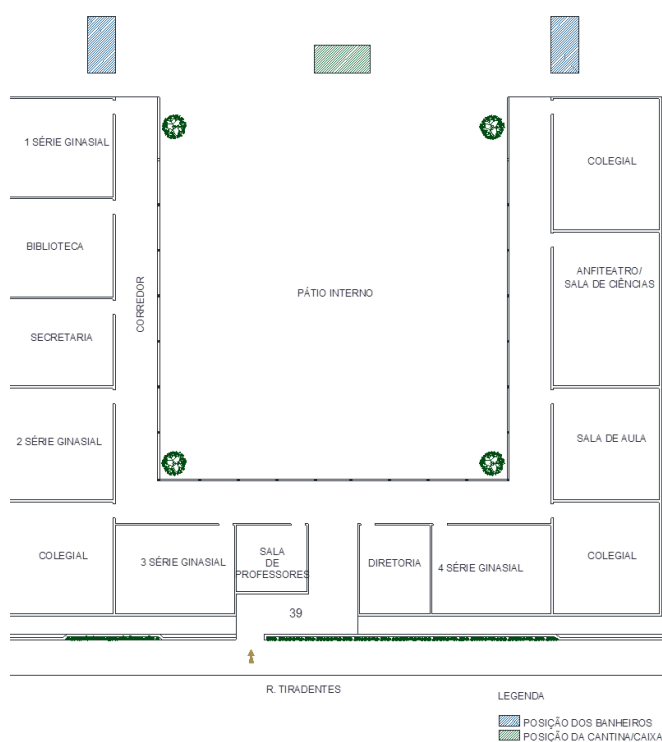 1 SÉRIE GINASIAL
COLEGIAL
BIBLIOTECA
ANFITEATRO/
SALA DE CIÊNCIAS
CORREDOR
PÁTIO INTERNO
SECRETARIA
2 SÉRIE GINASIAL
SALA DE AULA
COLEGIAL
3 SÉRIE GINASIAL
SALA
DE
PROFESSORES
DIRETORIA
4 SÉRIE GINASIAL
COLEGIAL
39
R. TIRADENTES
LEGENDA
POSIÇÃO DOS BANHEIROS
POSIÇÃO DA CANTINA/CAIXA